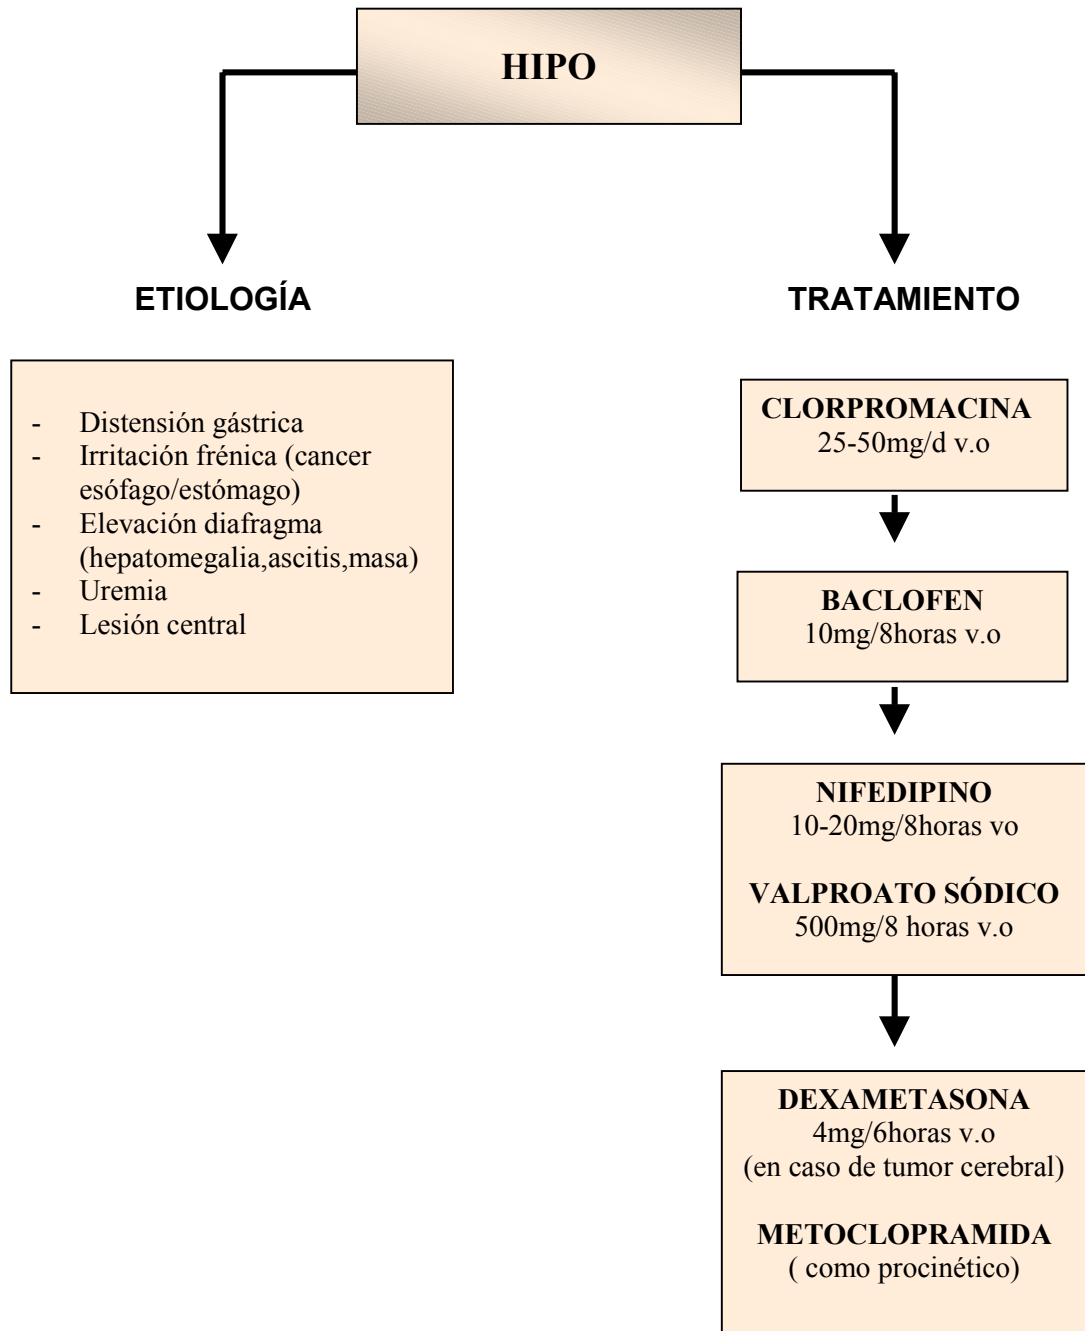 HIPO
ETIOLOGÍA
- Distensión gástrica
- Irritación frénica (cancer
esófago/estómago)
- Elevación diafragma
(hepatomegalia,ascitis,masa)
- Uremia
- Lesión central
TRATAMIENTO
CLORPROMACINA
25-50mg/d v.o
BACLOFEN
10mg/8horas v.o
NIFEDIPINO
10-20mg/8horas vo
VALPROATO SÓDICO
500mg/8 horas v.o
DEXAMETASONA
4mg/6horas v.o
(en caso de tumor cerebral)
METOCLOPRAMIDA
( como procinético)